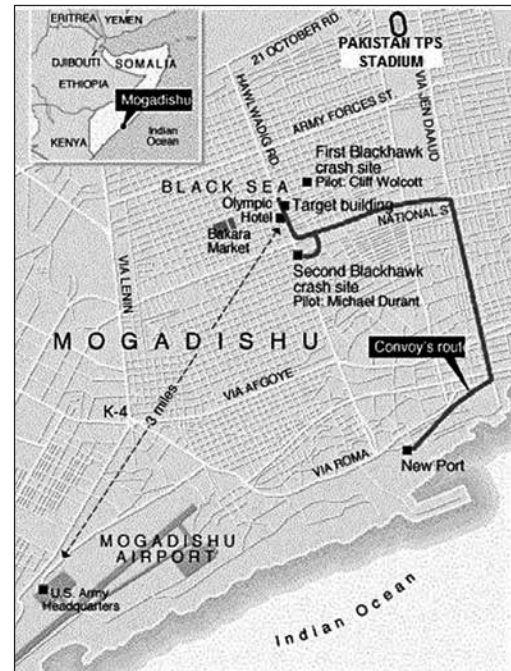 ERITREA
YEMEN
DJIBOUTI
SOMALIA
ETHIOPIA
Mogadishu
KENYA
Indian
Ocean
21 OCTOBER RD.
PAKISTAN TPS
STADIUM
HAWLWADIG RD.
ARMY FORCES ST.
VIA JEN DAAUD
First Blackhawk
crash site
Pilot: Cliff Wolcott
BLACK SEA
Olympic
Hotel
Target building
NATIONAL ST.
Bakara
Market
Second Blackhawk
crash site
Pilot: Michael Durant
VIA LENIN
MOGADISHU
Convoy's rout
VIA AFGOYE
K-4
3 miles
VIA ROMA
New Port
MOGADISHU
AIRPORT
U.S. Army
Headquarters
Indian Ocean